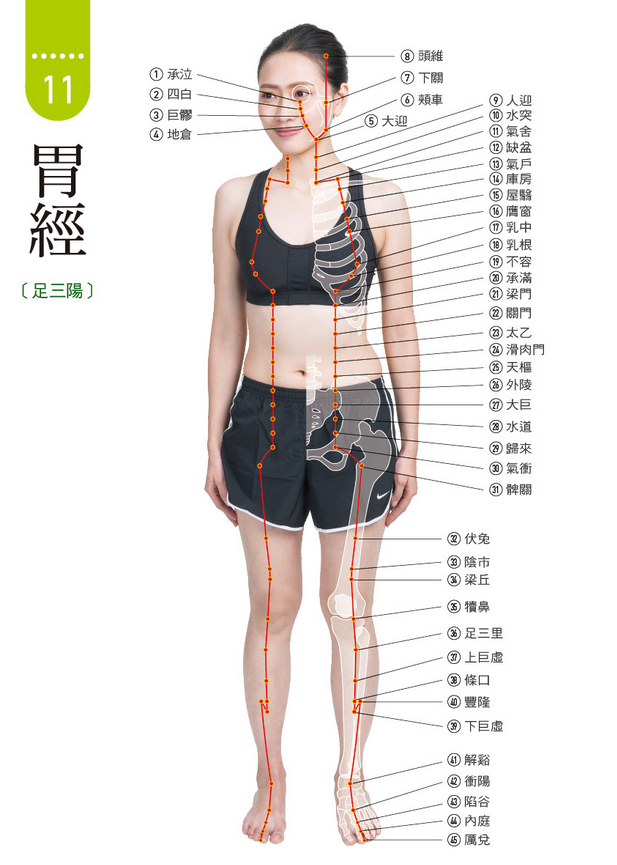 11
胃經
〔足三陽〕
① 承泣
② 四白
③ 巨髎
④ 地倉
⑧ 頭維
⑦ 下關
⑥ 頰車
⑤ 大迎
⑨ 人迎
⑩ 水突
⑪ 氣舍
⑫ 缺盆
⑬ 氣戶
⑭ 庫房
⑮ 屋翳
⑯ 膺窗
⑰ 乳中
⑱ 乳根
⑲ 不容
⑳ 承滿
㉑ 梁門
㉒ 關門
㉓ 太乙
㉔ 滑肉門
㉕ 天樞
㉖ 外陵
㉗ 大巨
㉘ 水道
㉙ 歸來
㉚ 氣衝
㉛ 髀關
㉜ 伏兔
㉝ 陰市
㉞ 梁丘
㉟ 犢鼻
㊱ 足三里
㊲ 上巨虛
㊳ 條口
㊵ 豐隆
㊴ 下巨虛
㊶ 解谿
㊷ 衝陽
㊸ 陷谷
㊹ 內庭
㊺ 厲兌